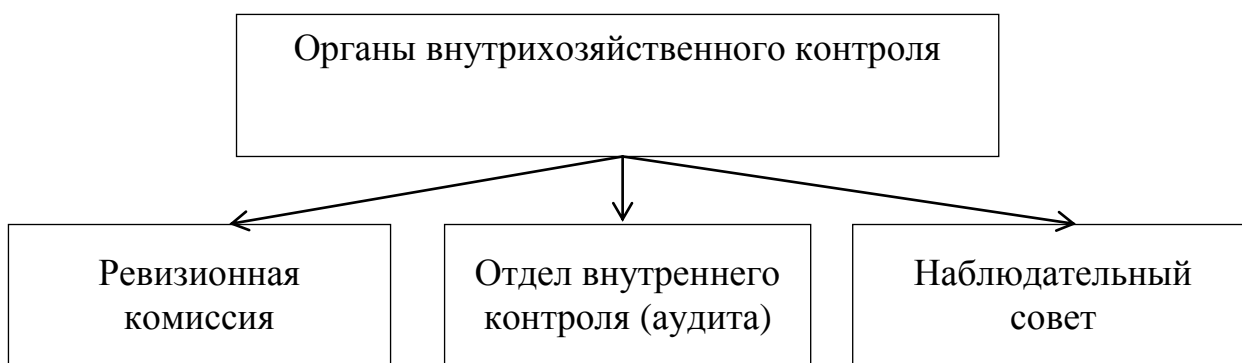 Органы внутрихозяйственного контроля
Ревизионная
комиссия
Отдел внутреннего
контроля (аудита)
Наблюдательный
совет